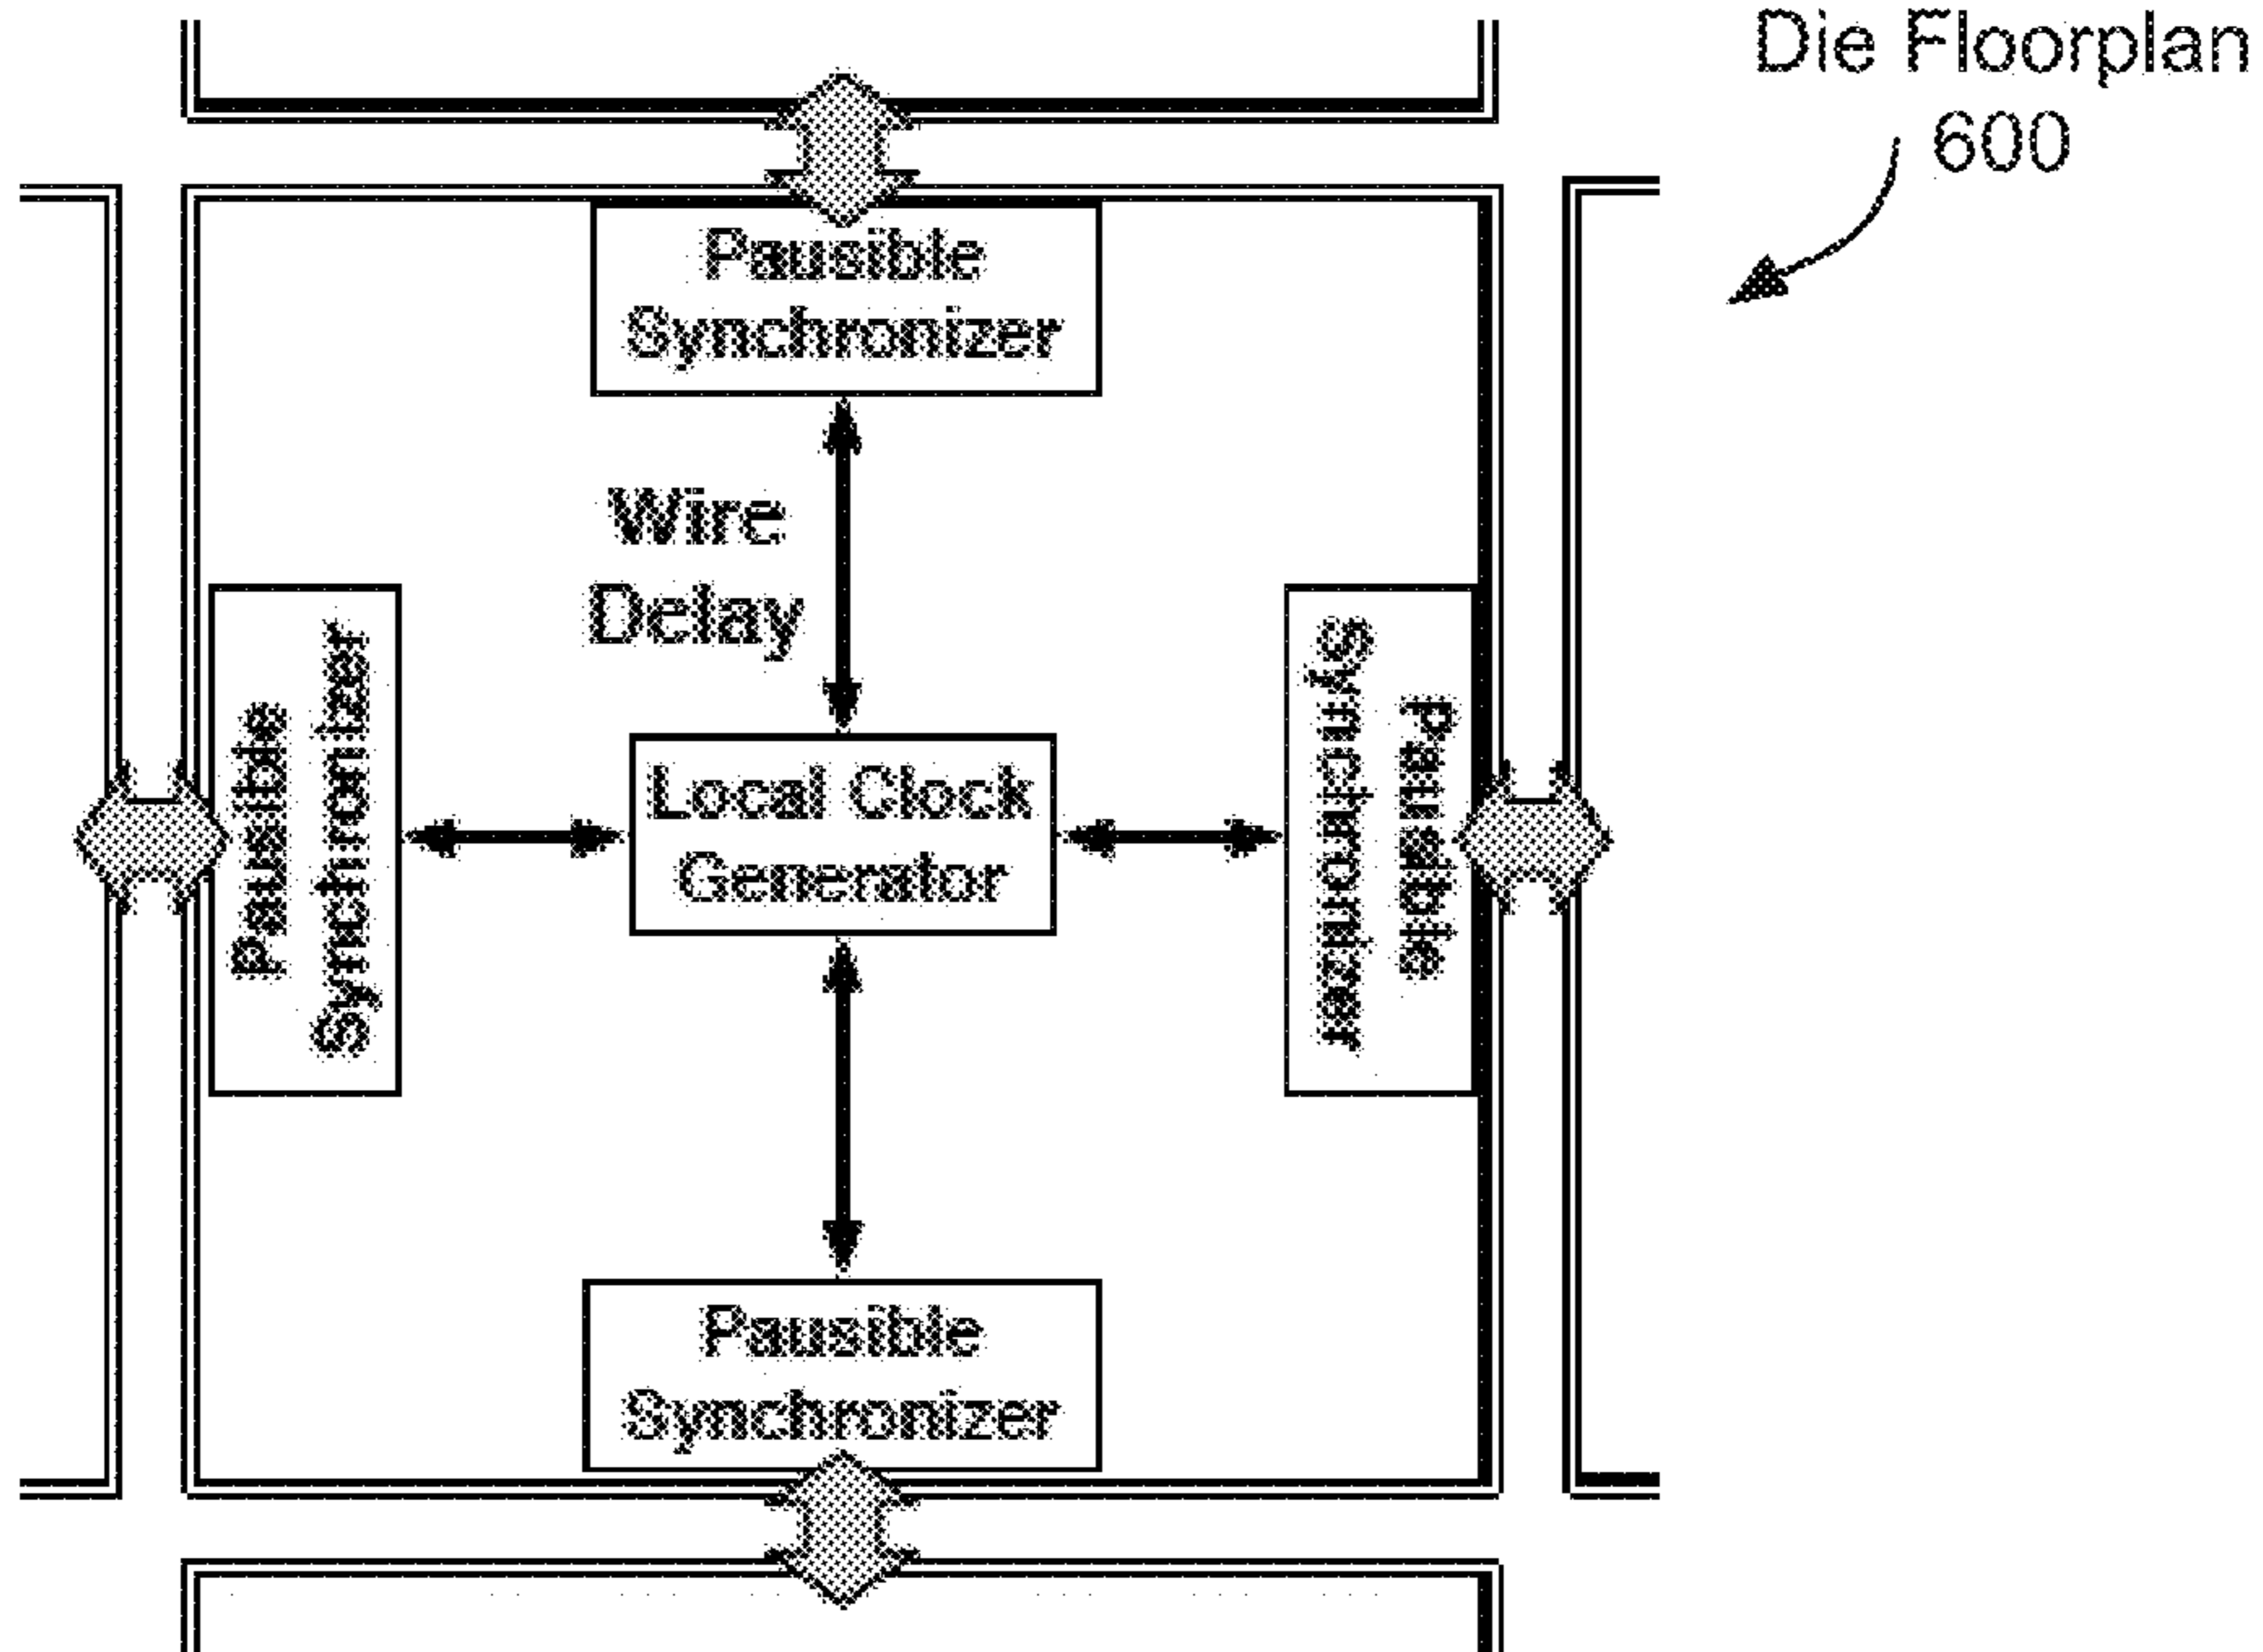 Die Floorplan
600
Pausible
Synchronizer
Wire
Delay
Pausible
Synchronizer
Local Clock
Generator
Pausible
Synchronizer
Pausible
Synchronizer